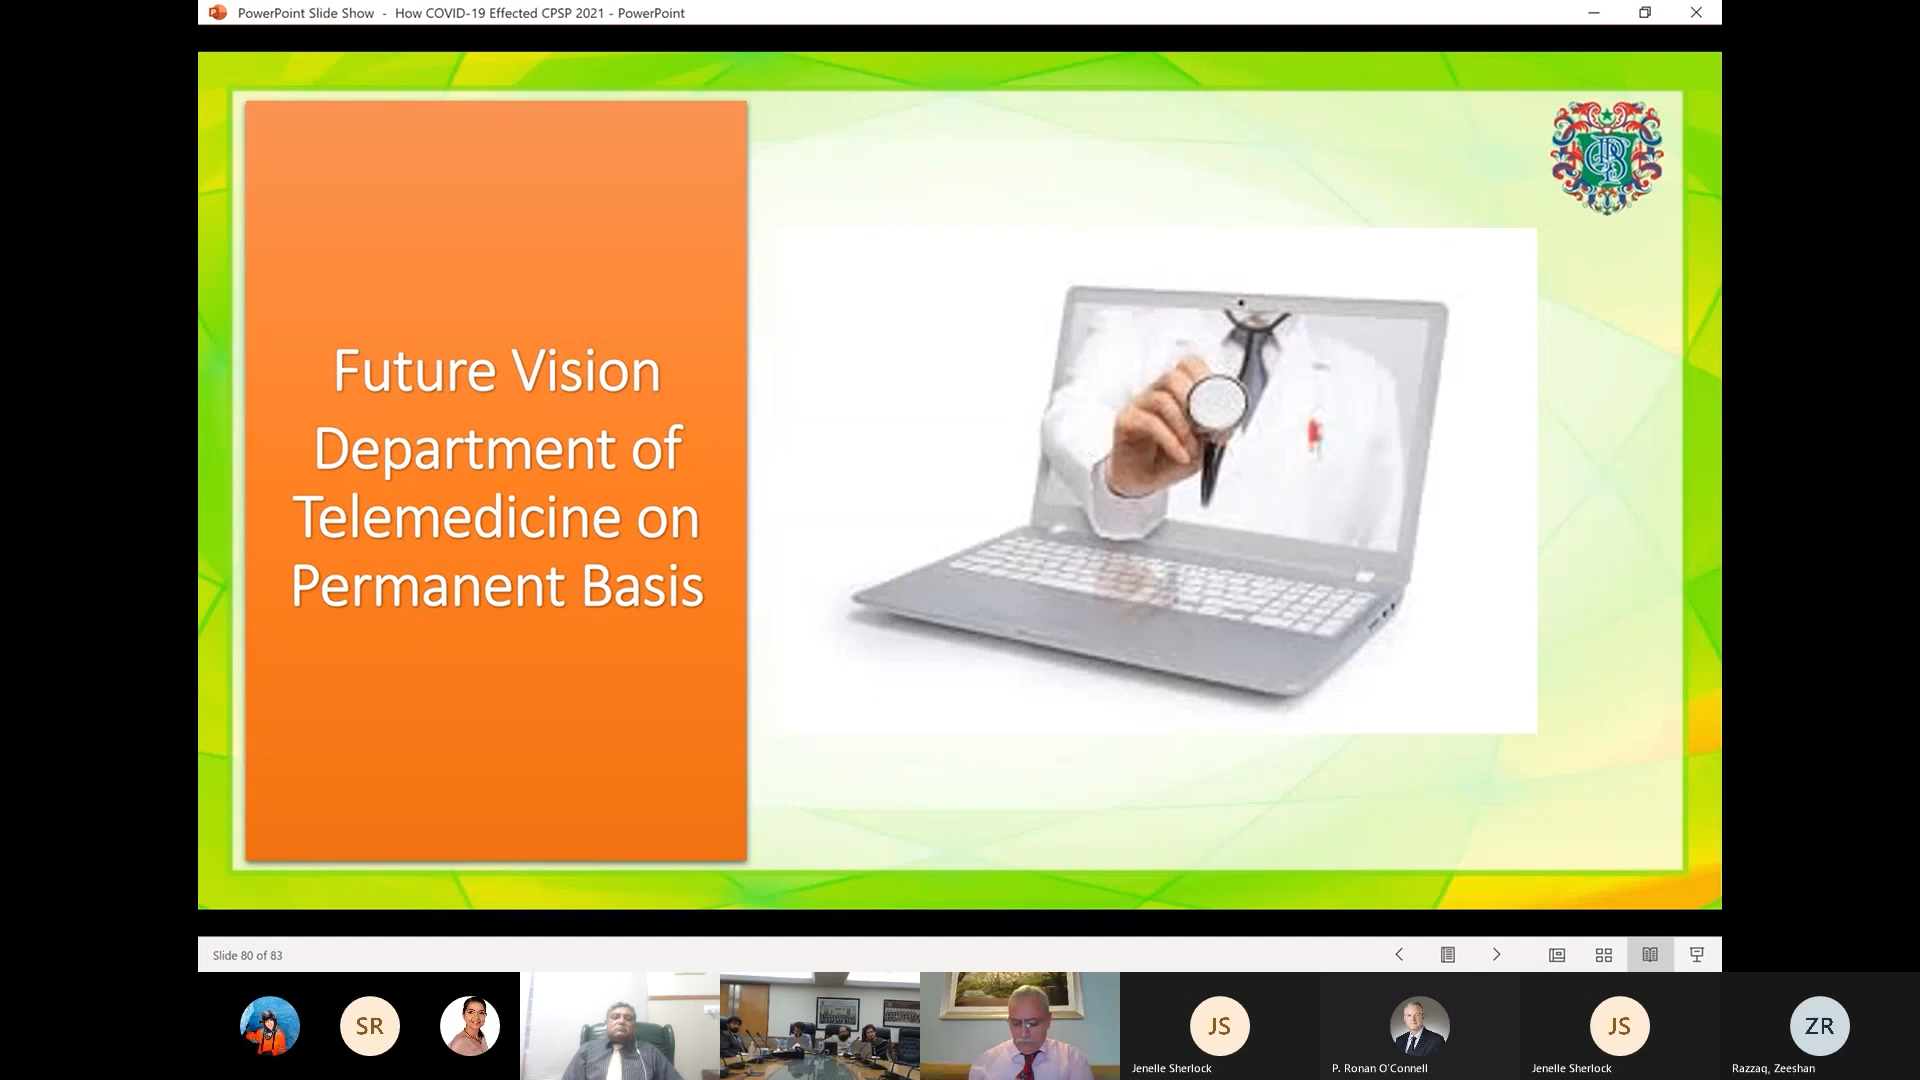 PowerPoint Slide Show - How COVID-19 Effected CPSP 2021 - PowerPoint
Future Vision
Department of
Telemedicine on
Permanent Basis
Slide 80 of 83
SR
JS
JS
ZR
Jenelle Sherlock
P. Ronan O'Connell
Jenelle Sherlock
Razzaq, Zeeshan